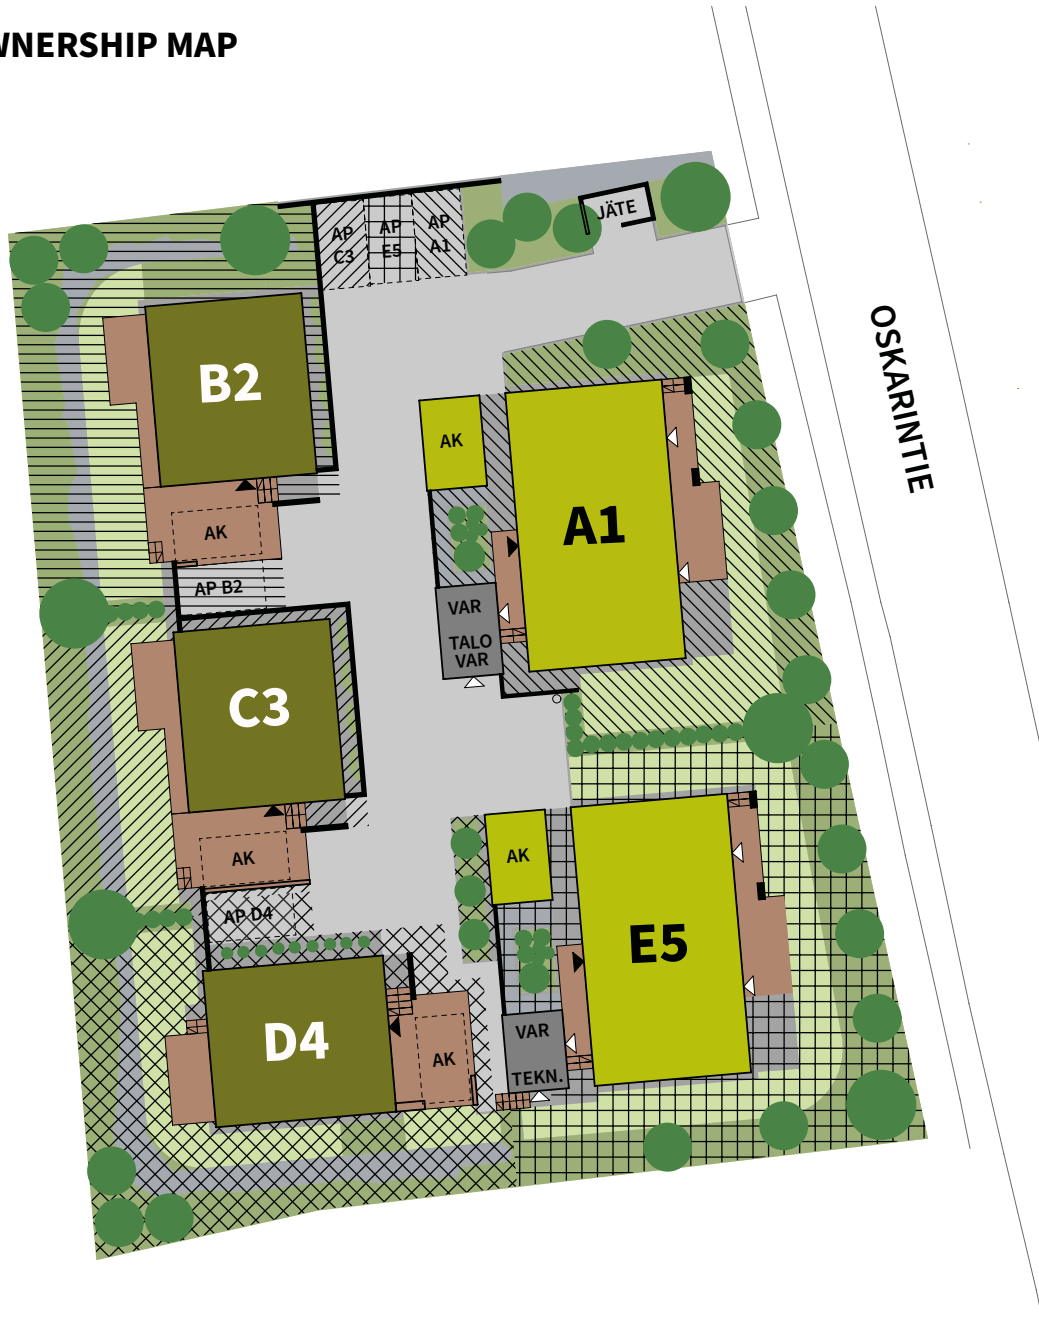 WNERSHIP MAP
JÄTE
AP
C3
AP
E5
AP
A1
OSKARINTIE
B2
AK
A1
AK
AP B2
VAR
TALO
VAR
C3
AK
AP D4
AK
E5
D4
AK
VAR
TEKN.